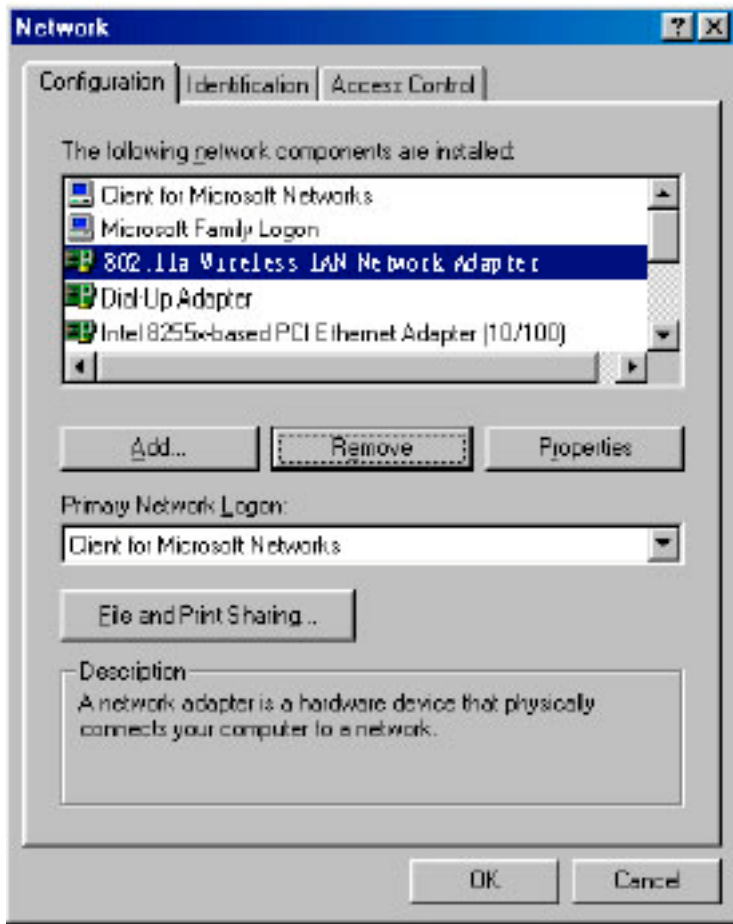 Network
Configuration Identification Access Control
The following network components are installed:
Client for Microsoft Networks
Microsoft Family Logon
802.11a Wireless LAN Network Adapter
Dial-Up Adapter
Intel 8255x-based PCI Ethernet Adapter (10/100)
Add... Remove Properties
Primary Network Logon:
Client for Microsoft Networks
File and Print Sharing...
Description
A network adapter is a hardware device that physically
connects your computer to a network.
OK Cancel